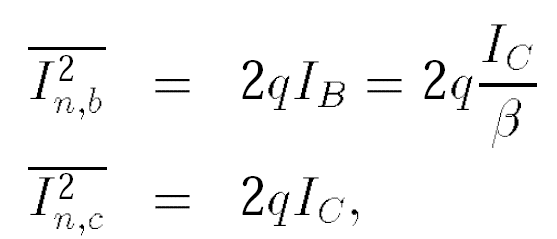 $\overline{I_{n,b}^2} = 2qI_B = 2q\frac{I_C}{\beta}$
$\overline{I_{n,c}^2} = 2qI_C,$